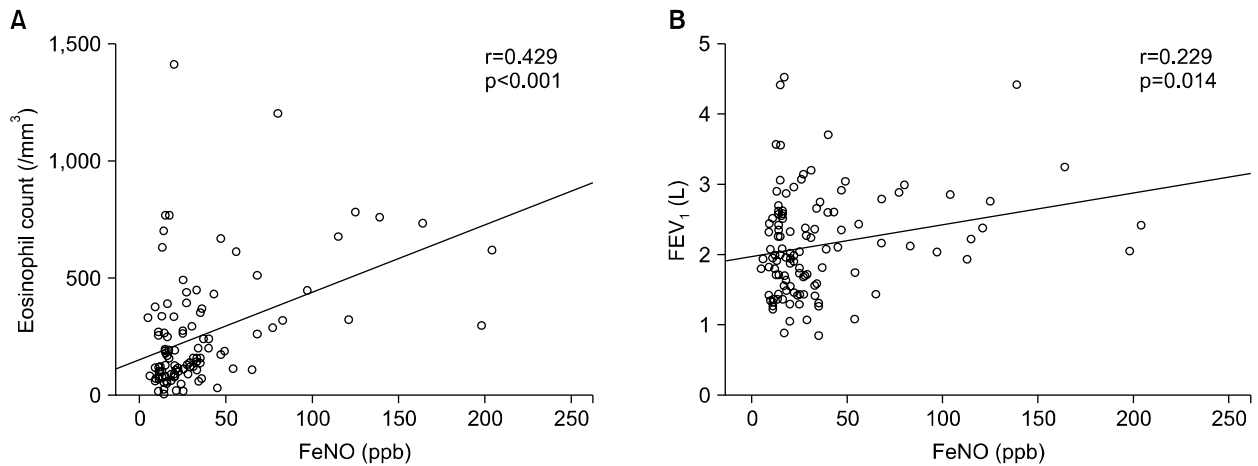 A
1,500
1,000
500
0
Eosinophil count (/mm³)
r=0.429
p<0.001
0 50 100 150 200 250
FeNO (ppb)
B
5
4
3
2
1
0
FEV₁ (L)
r=0.229
p=0.014
0 50 100 150 200 250
FeNO (ppb)